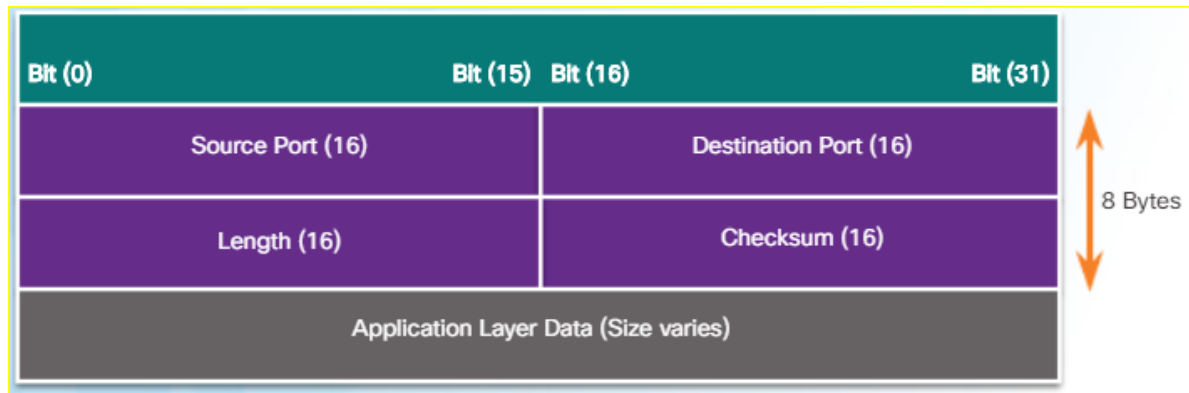 Bit (0) Bit (15) Bit (16) Bit (31)
Source Port (16) Destination Port (16)
8 Bytes
Length (16) Checksum (16)
Application Layer Data (Size varies)